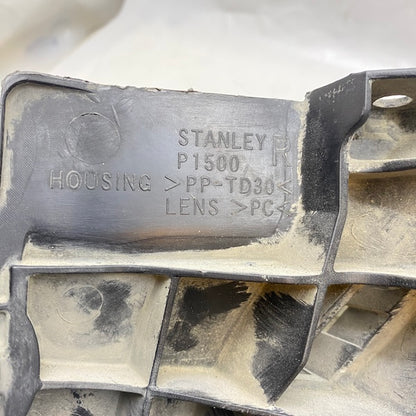 STANLEY
P1500 R
HOUSING >PP-TD30<
LENS >PC<